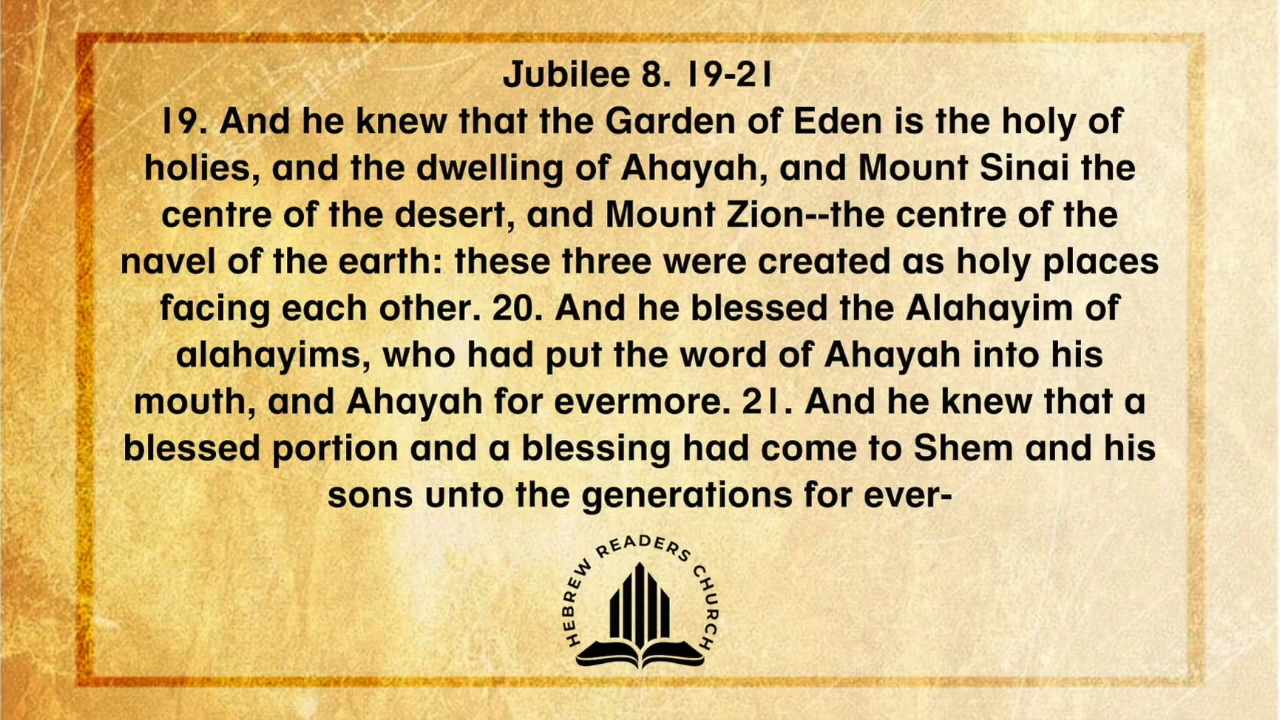 Jubilee 8. 19-21
19. And he knew that the Garden of Eden is the holy of
holies, and the dwelling of Ahayah, and Mount Sinai the
centre of the desert, and Mount Zion--the centre of the
navel of the earth: these three were created as holy places
facing each other. 20. And he blessed the Alahayim of
alahayims, who had put the word of Ahayah into his
mouth, and Ahayah for evermore. 21. And he knew that a
blessed portion and a blessing had come to Shem and his
sons unto the generations for ever-
HEBREW READERS CHURCH